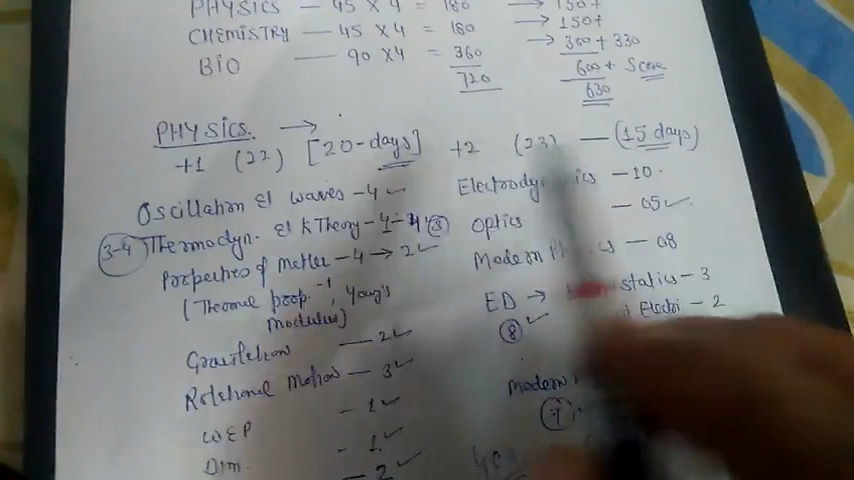 PHYSICS — 45 X 4 = 180 → 150+
CHEMISTRY — 45 X 4 = 180 → 150+
BIO — 90 X 4 = 360 → 300 + 330
720 600 + Score
630
PHYSICS. →
+1 (22) [20-days] +2 (23) — (15 days)
Oscillation & waves - 4 ✓
3-4 Thermodyn. & K Theory - 4
Properties of Matter - 4 → 2 ✓
(Thermal prop. -1, Young's
Modulus)
Gravitation — 2 ✓
Rotational Motion — 3 ✓
WEP - 1 ✓
Dim. - 1 ✓
— 2 ✓
Electrodynamics - 10
Optics - 05 ✓
Modern - 08
ED → statics - 3
8 ✓ Electri - 2
Modern